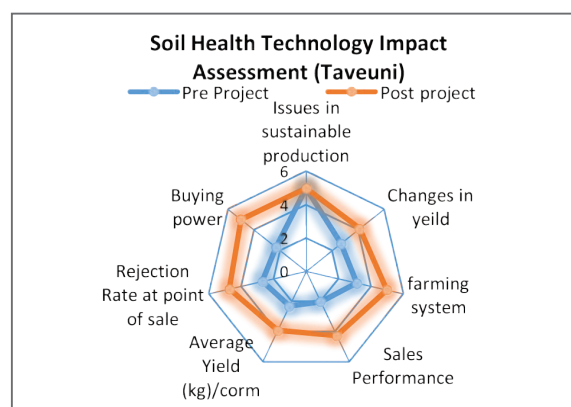 Soil Health Technology Impact
Assessment (Taveuni)
Pre Project
Post project
Issues in
sustainable
production
6
4
2
0
Changes in
yeild
farming
system
Sales
Performance
Average
Yield
(kg)/corm
Rejection
Rate at point
of sale
Buying
power